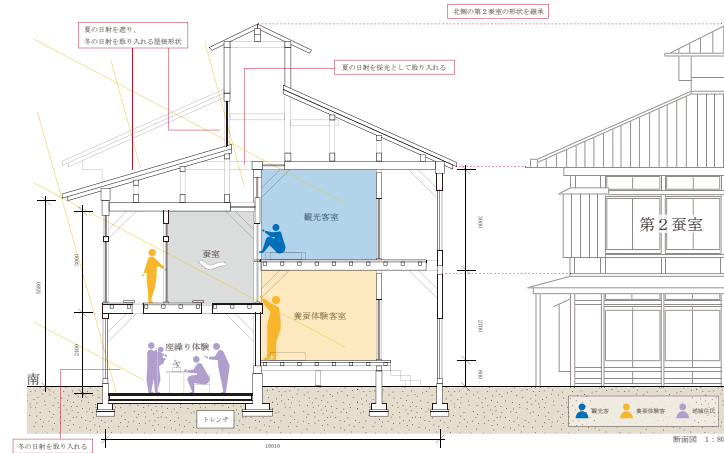 北側の第2蚕室の形状を継承
夏の日射を遮り、
冬の日射を取り入れる屋根形状
夏の日射を採光として取り入れる
観光客室
第2蚕室
蚕室
養蚕体験客室
座繰り体験
3000
3000
5580
2700
2400
600
南
トレンチ
観光客
養蚕体験客
地域住民
冬の日射を取り入れる
10010
断面図 1:80